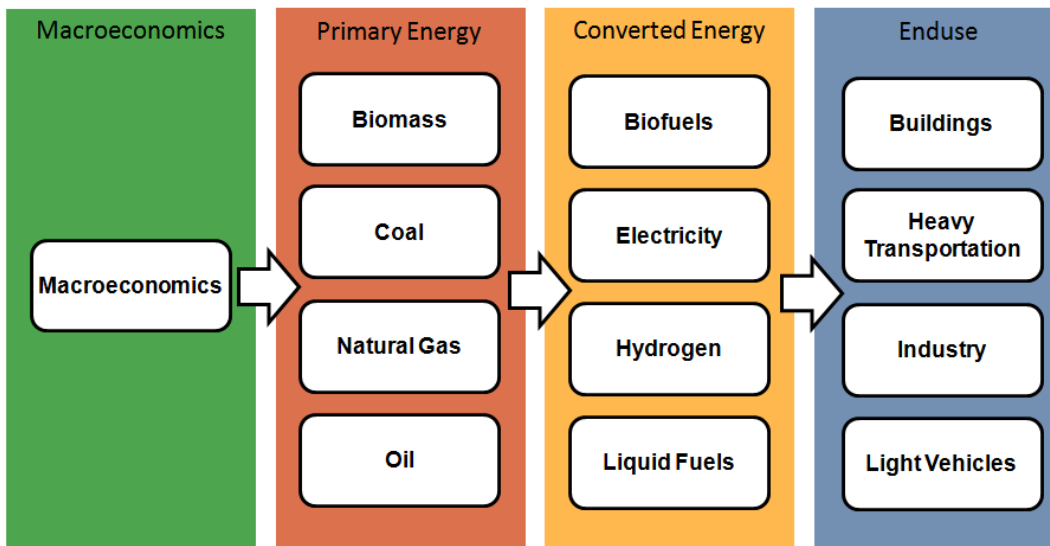 Macroeconomics
Primary Energy
Converted Energy
Enduse
Macroeconomics
Biomass
Coal
Natural Gas
Oil
Biofuels
Electricity
Hydrogen
Liquid Fuels
Buildings
Heavy
Transportation
Industry
Light Vehicles